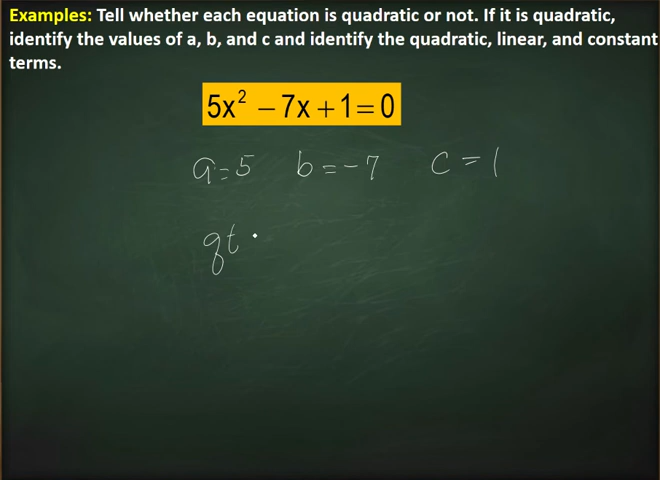 Examples: Tell whether each equation is quadratic or not. If it is quadratic,
identify the values of a, b, and c and identify the quadratic, linear, and constant
terms.
5x² − 7x + 1 = 0
a = 5 b = −7 c = 1
qt